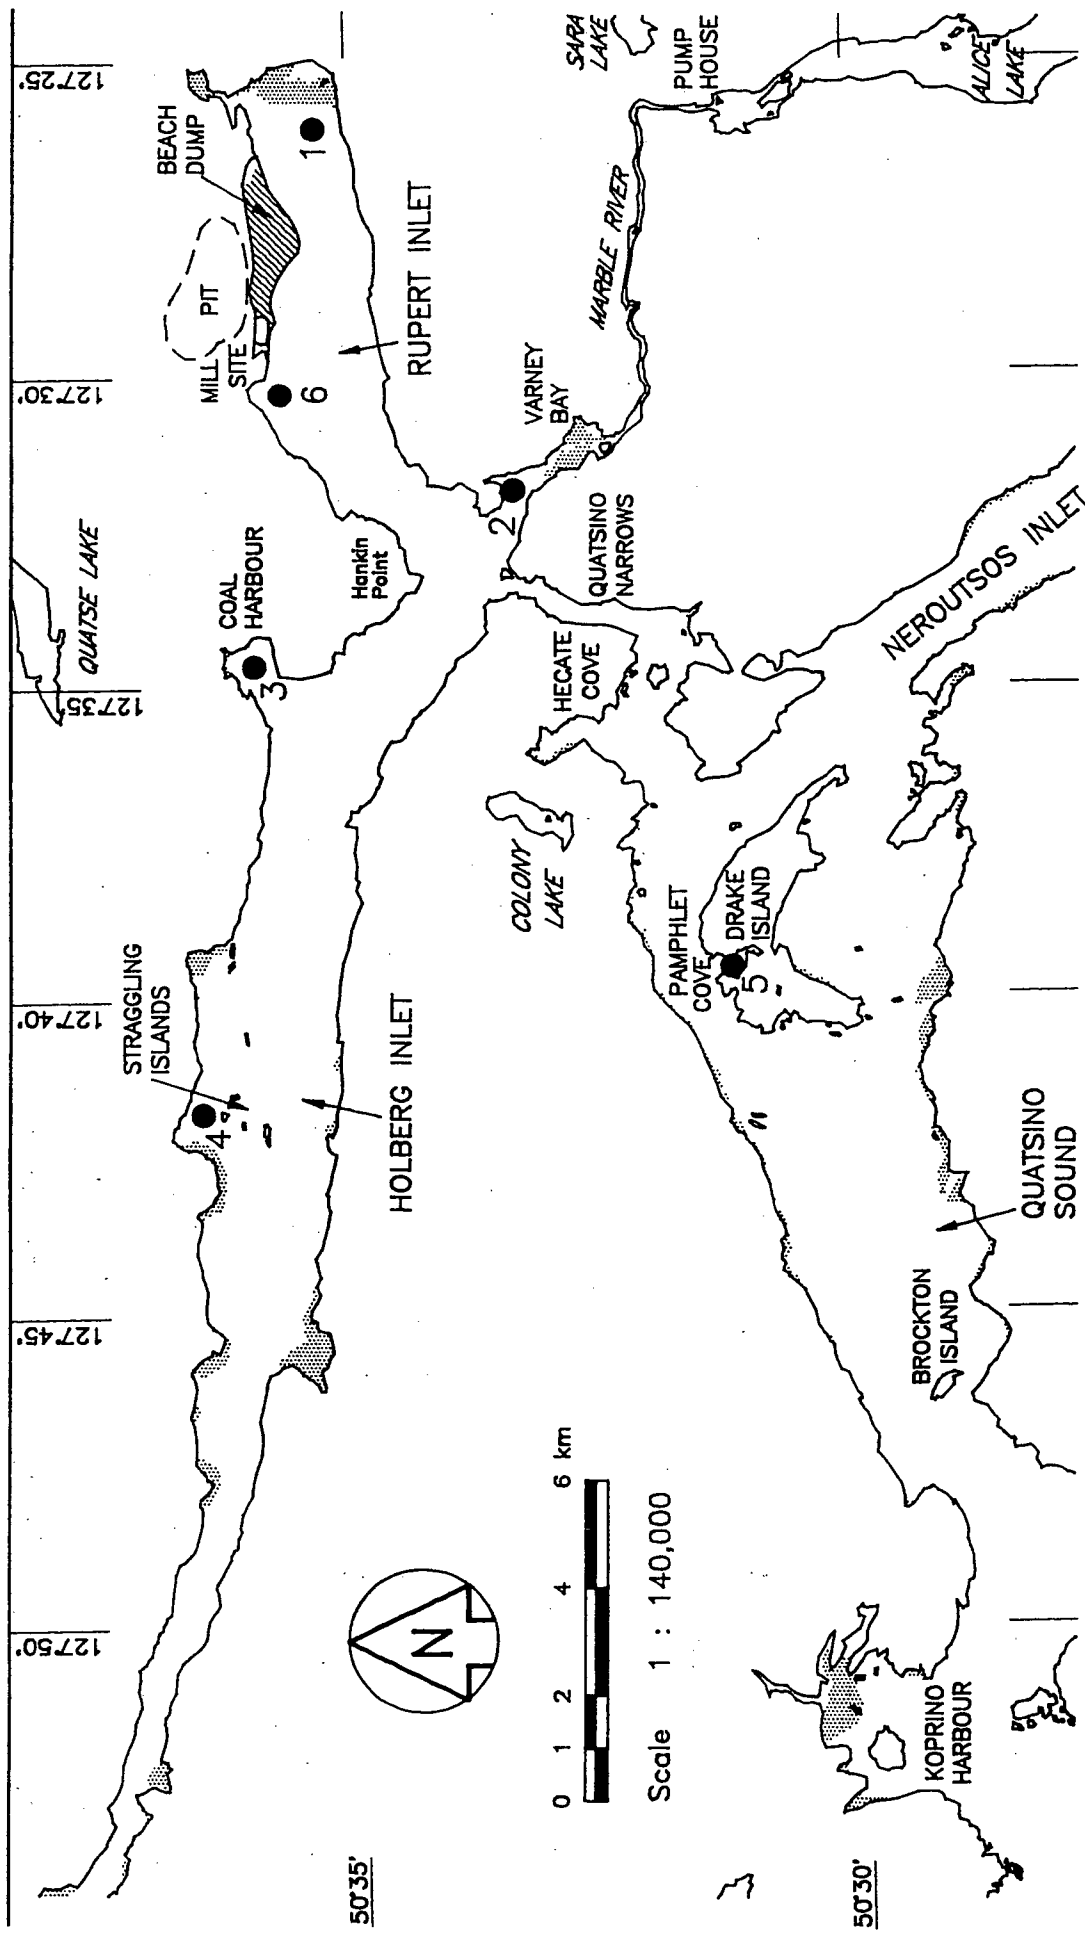 127°50'
127°45'
127°40'
127°35'
127°30'
127°25'
QUATSE LAKE
STRAGGLING
ISLANDS
COAL
HARBOUR
MILL
SITE
PIT
BEACH
DUMP
4
3
6
1
Hankin
Point
HOLBERG INLET
RUPERT INLET
50°35'
N
2
VARNEY
BAY
COLONY
LAKE
HECATE
COVE
QUATSINO
NARROWS
MARBLE RIVER
SARA
LAKE
PUMP
HOUSE
0 1 2 4 6 km
Scale 1 : 140,000
PAMPHLET
COVE
DRAKE
ISLAND
5
50°30'
NEROUTSOS INLET
ALICE
LAKE
KOPRINO
HARBOUR
BROCKTON
ISLAND
QUATSINO
SOUND